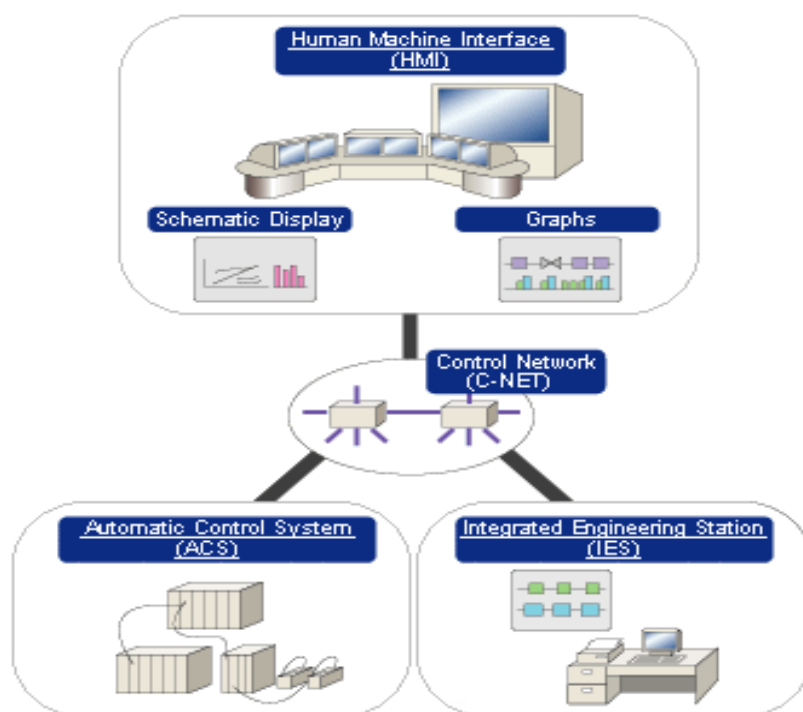 Human Machine Interface
(HMI)
Schematic Display
Graphs
Control Network
(C-NET)
Automatic Control System
(ACS)
Integrated Engineering Station
(IES)